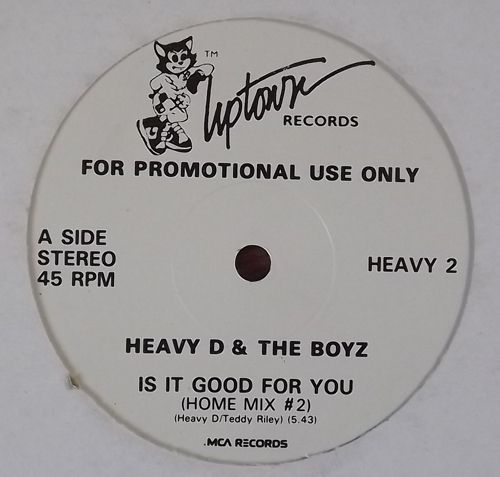 TM
Uptown
RECORDS
FOR PROMOTIONAL USE ONLY
A SIDE
STEREO
45 RPM
HEAVY 2
HEAVY D & THE BOYZ
IS IT GOOD FOR YOU
(HOME MIX #2)
(Heavy D/Teddy Riley) (5.43)
.MCA RECORDS